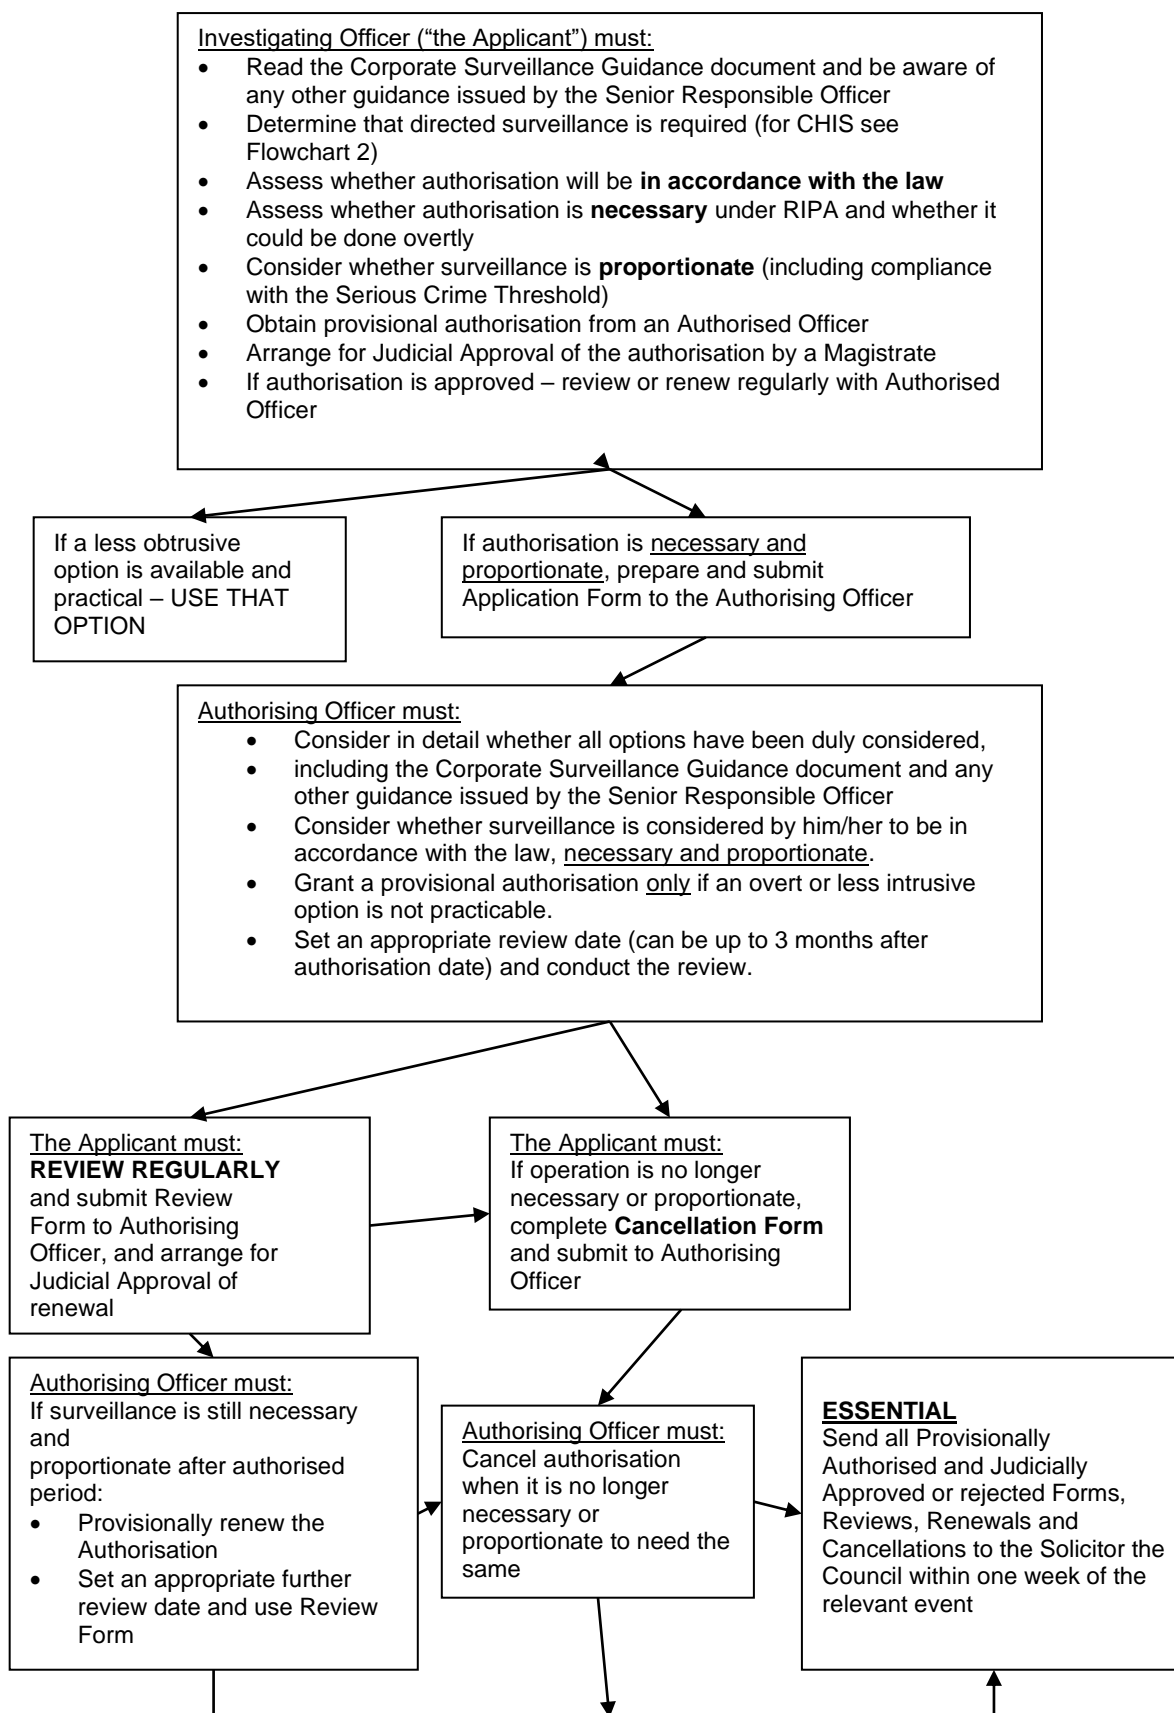 Investigating Officer (“the Applicant”) must:
• Read the Corporate Surveillance Guidance document and be aware of
any other guidance issued by the Senior Responsible Officer
• Determine that directed surveillance is required (for CHIS see
Flowchart 2)
• Assess whether authorisation will be in accordance with the law
• Assess whether authorisation is necessary under RIPA and whether it
could be done overtly
• Consider whether surveillance is proportionate (including compliance
with the Serious Crime Threshold)
• Obtain provisional authorisation from an Authorised Officer
• Arrange for Judicial Approval of the authorisation by a Magistrate
• If authorisation is approved – review or renew regularly with Authorised
Officer
If a less obtrusive
option is available and
practical – USE THAT
OPTION
If authorisation is necessary and
proportionate, prepare and submit
Application Form to the Authorising Officer
Authorising Officer must:
• Consider in detail whether all options have been duly considered,
• including the Corporate Surveillance Guidance document and any
other guidance issued by the Senior Responsible Officer
• Consider whether surveillance is considered by him/her to be in
accordance with the law, necessary and proportionate.
• Grant a provisional authorisation only if an overt or less intrusive
option is not practicable.
• Set an appropriate review date (can be up to 3 months after
authorisation date) and conduct the review.
The Applicant must:
REVIEW REGULARLY
and submit Review
Form to Authorising
Officer, and arrange for
Judicial Approval of
renewal
The Applicant must:
If operation is no longer
necessary or proportionate,
complete Cancellation Form
and submit to Authorising
Officer
Authorising Officer must:
If surveillance is still necessary
and
proportionate after authorised
period:
• Provisionally renew the
Authorisation
• Set an appropriate further
review date and use Review
Form
Authorising Officer must:
Cancel authorisation
when it is no longer
necessary or
proportionate to need the
same
ESSENTIAL
Send all Provisionally
Authorised and Judicially
Approved or rejected Forms,
Reviews, Renewals and
Cancellations to the Solicitor the
Council within one week of the
relevant event